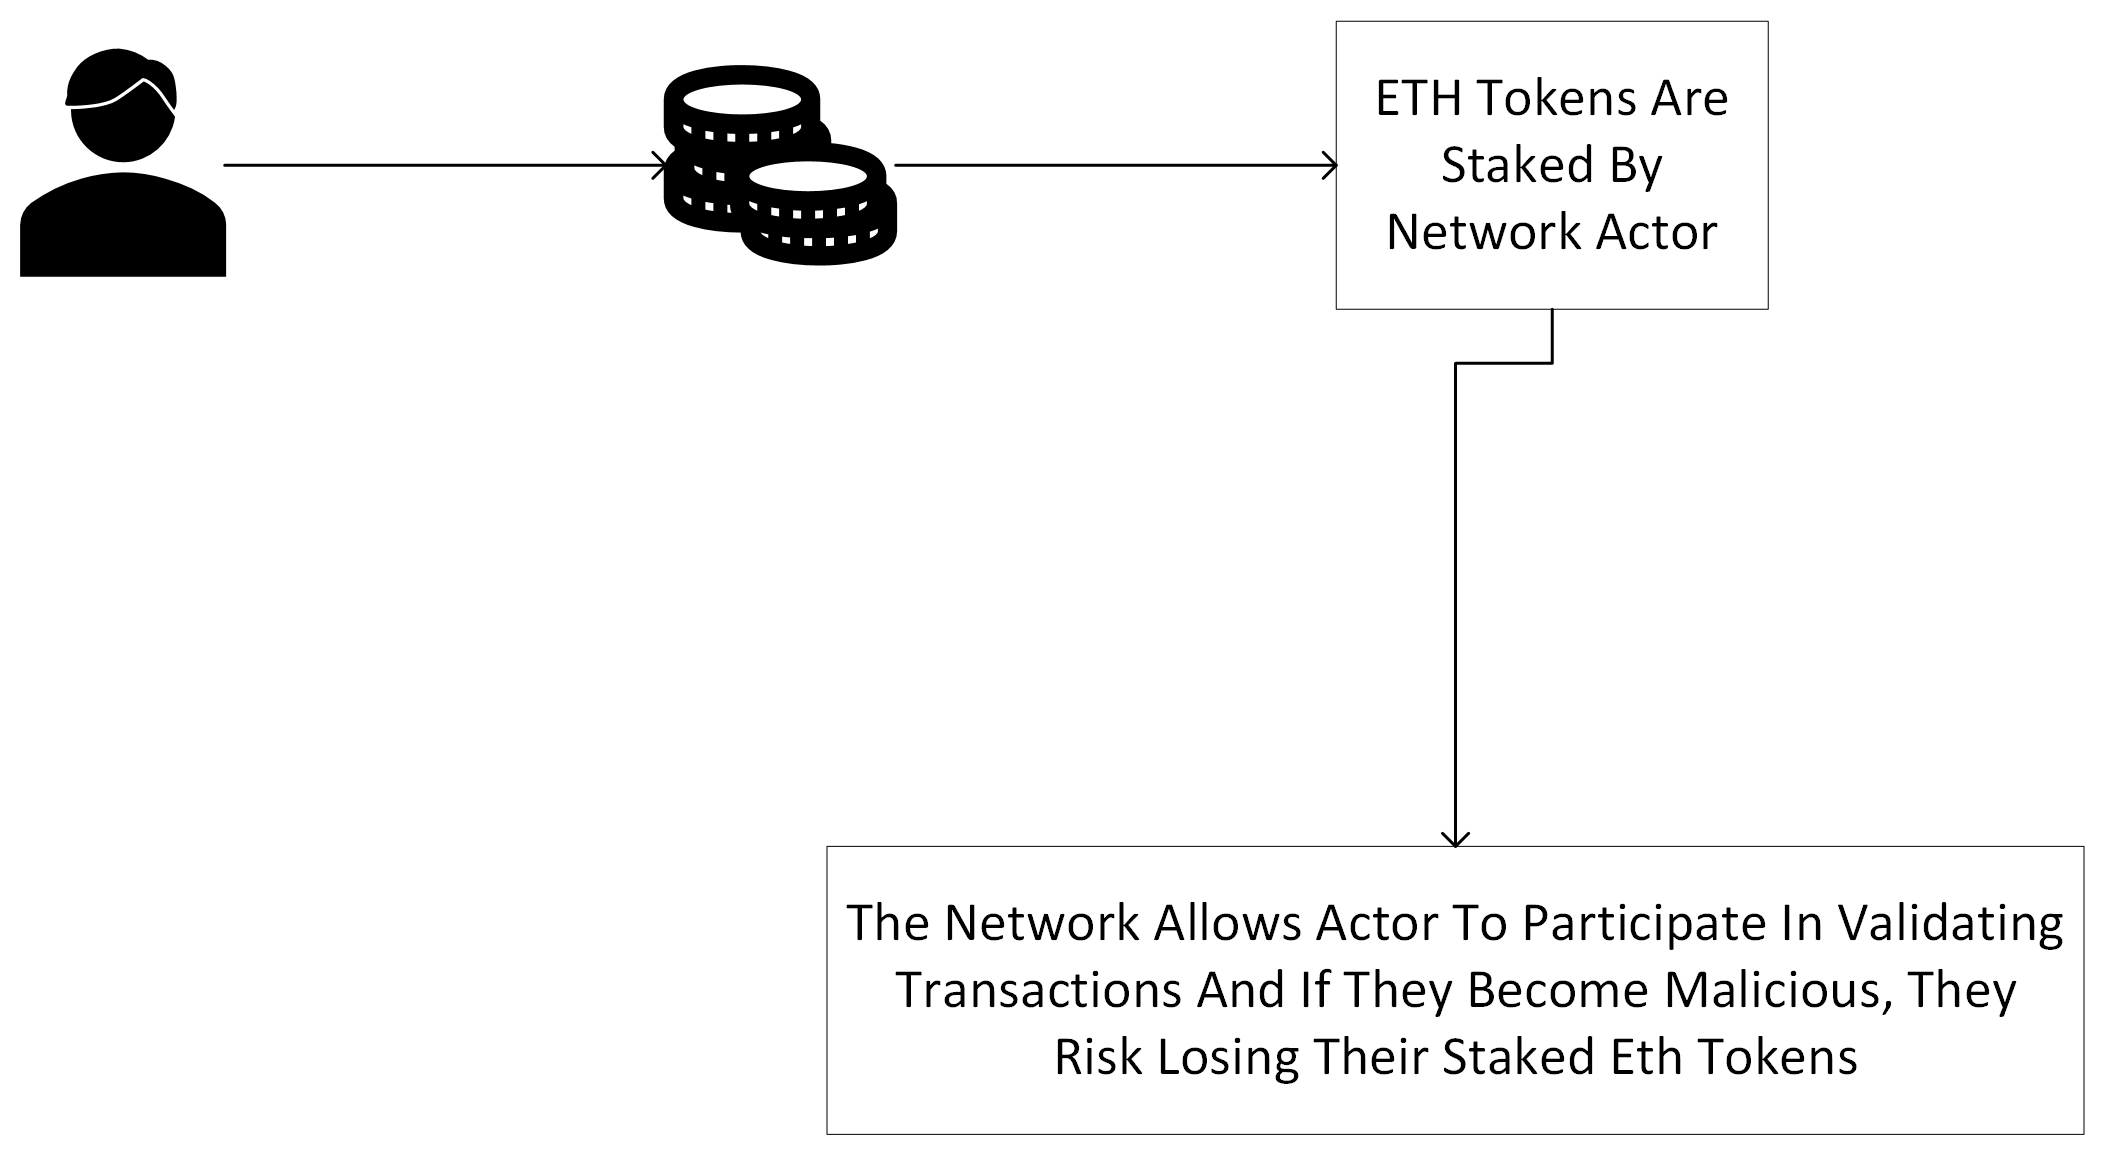 ETH Tokens Are
Staked By
Network Actor
The Network Allows Actor To Participate In Validating
Transactions And If They Become Malicious, They
Risk Losing Their Staked Eth Tokens